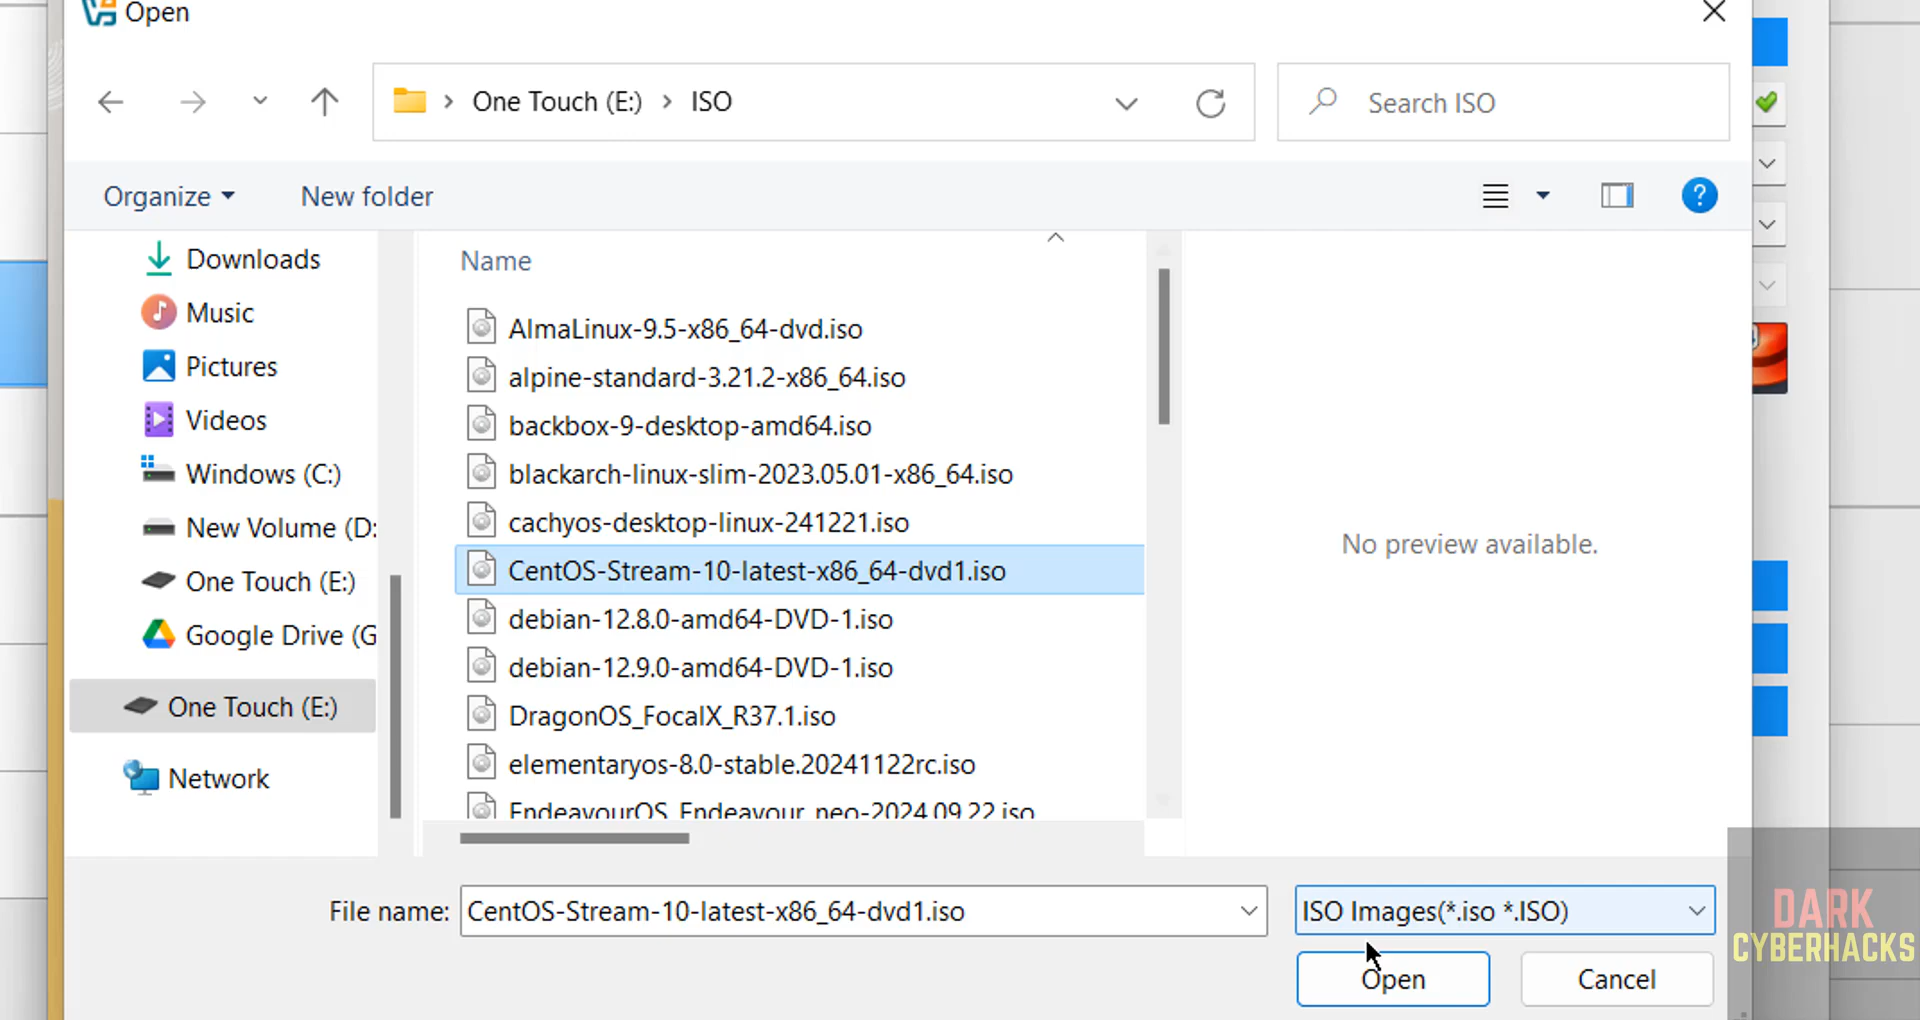 Open
One Touch (E:) ISO
Search ISO
Organize
New folder
Downloads
Music
Pictures
Videos
Windows (C:)
New Volume (D:
One Touch (E:)
Google Drive (G
One Touch (E:)
Network
Name
AlmaLinux-9.5-x86_64-dvd.iso
alpine-standard-3.21.2-x86_64.iso
backbox-9-desktop-amd64.iso
blackarch-linux-slim-2023.05.01-x86_64.iso
cachyos-desktop-linux-241221.iso
CentOS-Stream-10-latest-x86_64-dvd1.iso
debian-12.8.0-amd64-DVD-1.iso
debian-12.9.0-amd64-DVD-1.iso
DragonOS_FocalX_R37.1.iso
elementaryos-8.0-stable.20241122rc.iso
EndeavourOS_Endeavour_neo-2024.09.22.iso
No preview available.
File name: CentOS-Stream-10-latest-x86_64-dvd1.iso
ISO Images(*.iso *.ISO)
Open
Cancel
DARK
CYBERHACKS